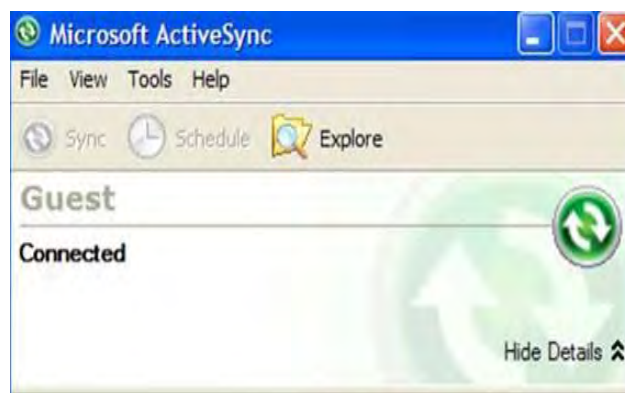 Microsoft ActiveSync
File View Tools Help
Sync Schedule Explore
Guest
Connected
Hide Details